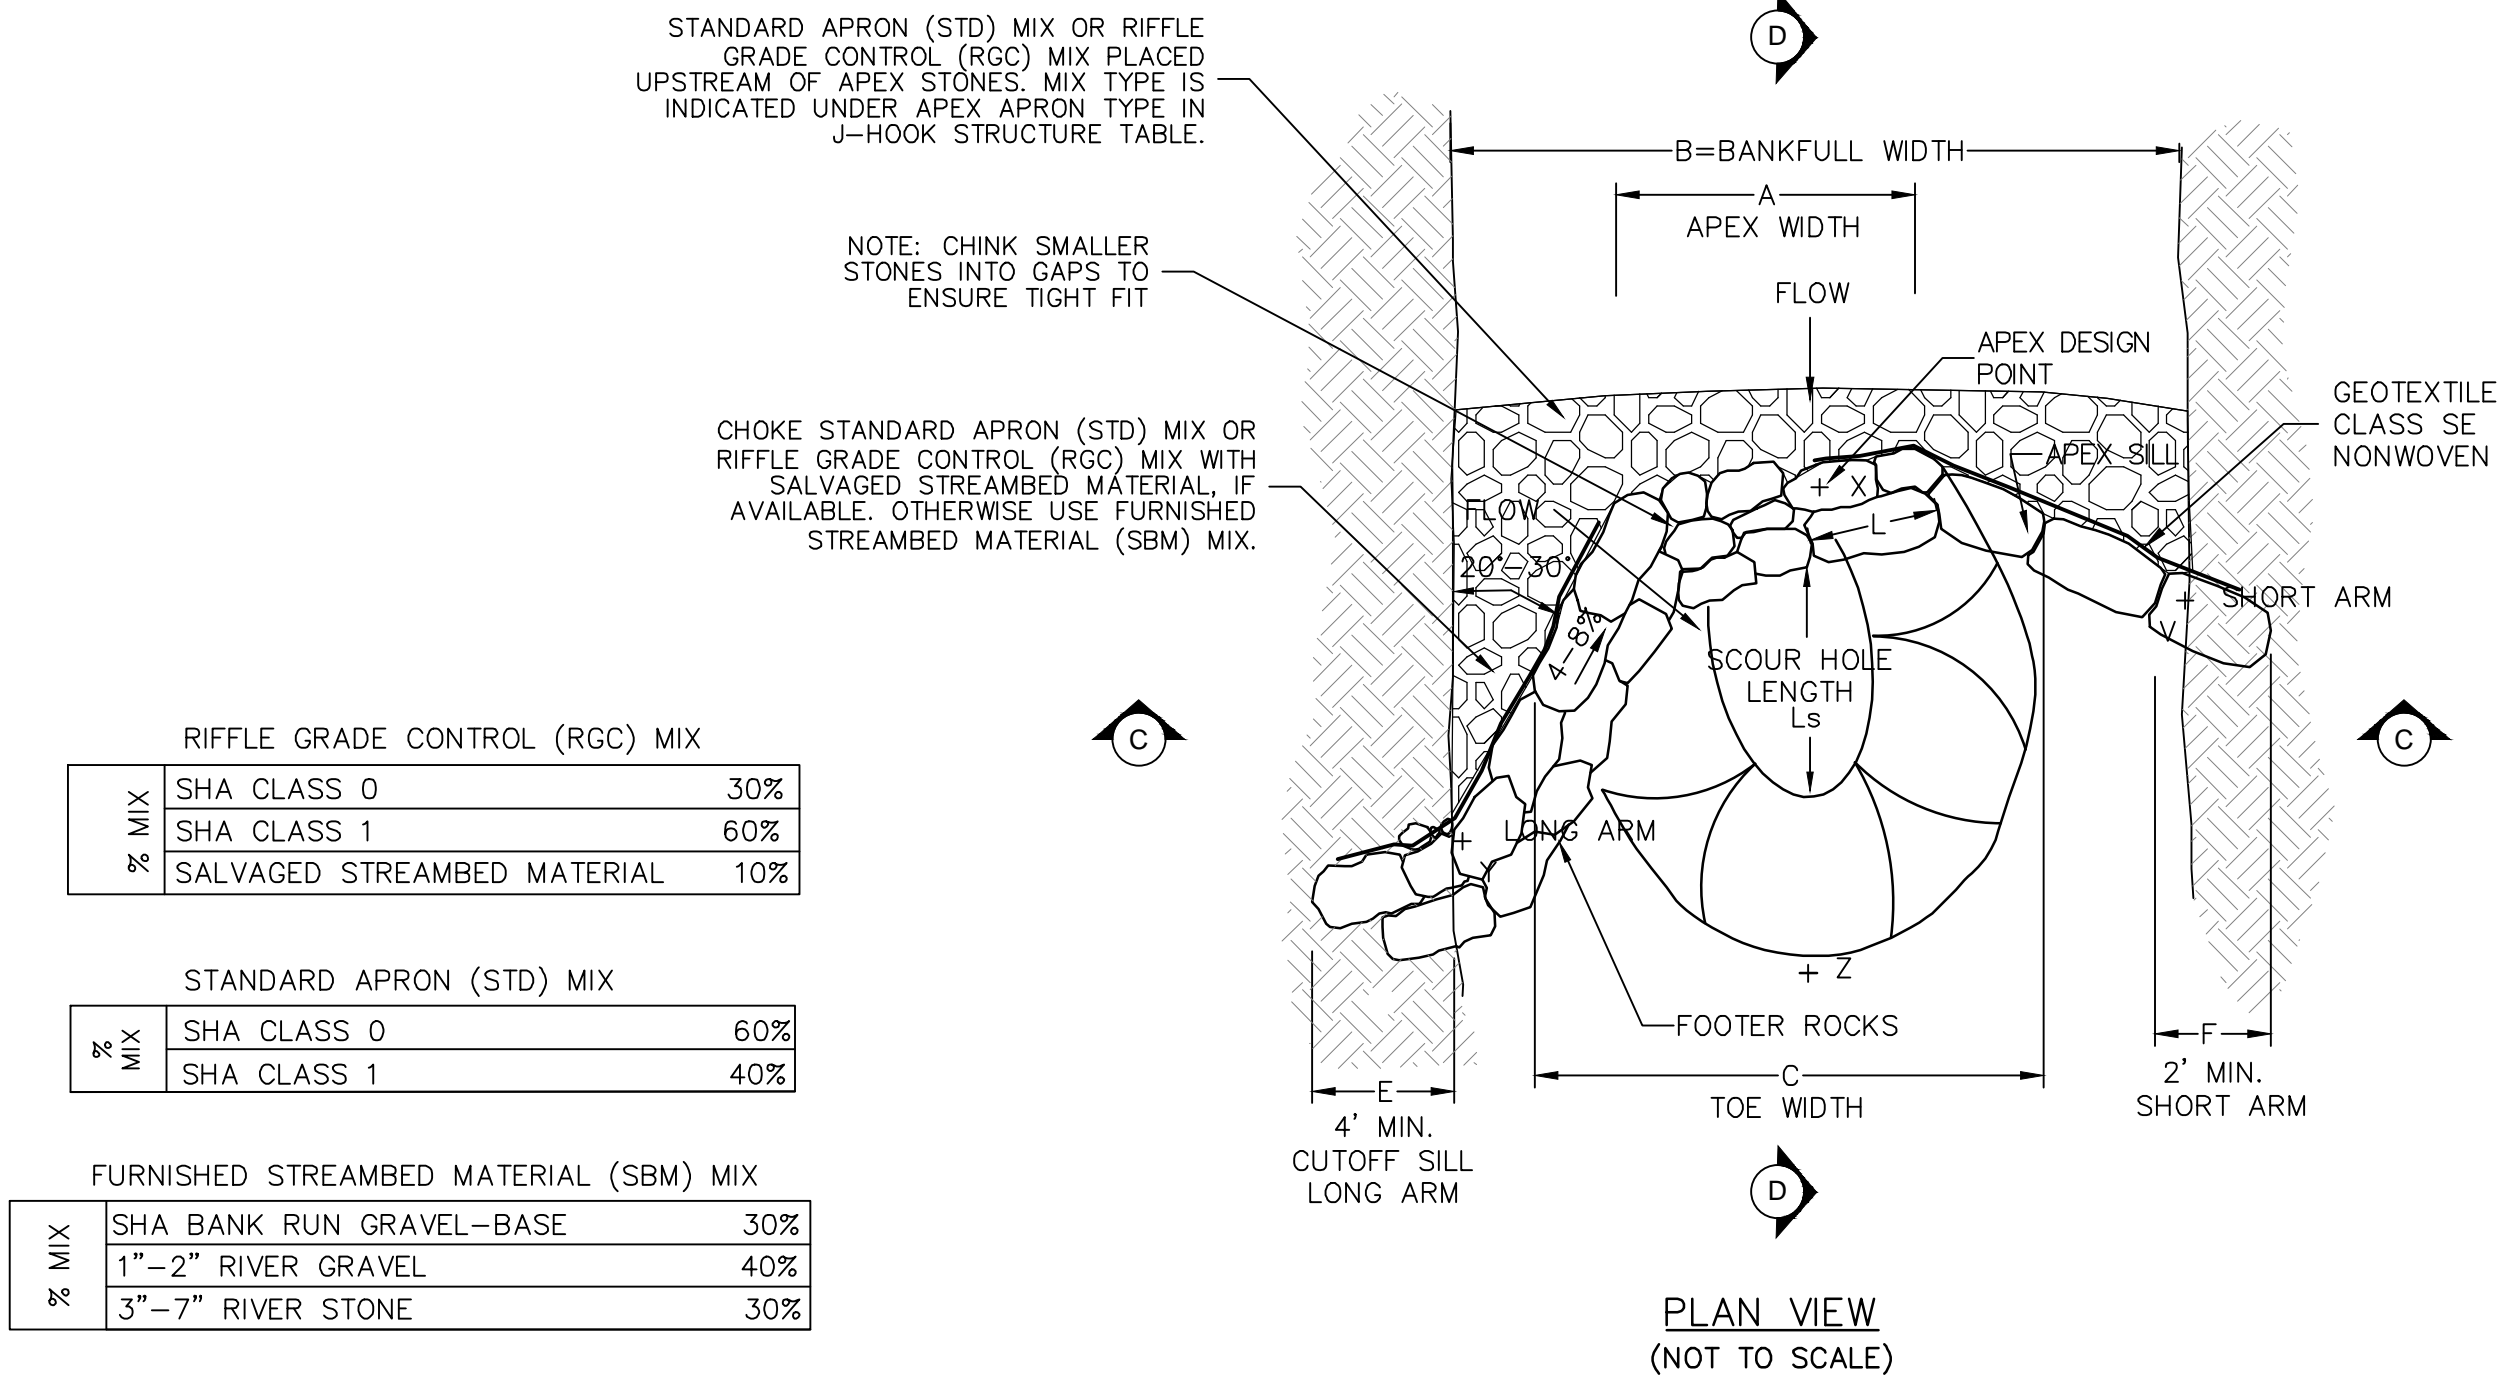 STANDARD APRON (STD) MIX OR RIFFLE
GRADE CONTROL (RGC) MIX PLACED
UPSTREAM OF APEX STONES. MIX TYPE IS
INDICATED UNDER APEX APRON TYPE IN
J-HOOK STRUCTURE TABLE.
NOTE: CHINK SMALLER
STONES INTO GAPS TO
ENSURE TIGHT FIT
CHOKE STANDARD APRON (STD) MIX OR
RIFFLE GRADE CONTROL (RGC) MIX WITH
SALVAGED STREAMBED MATERIAL, IF
AVAILABLE. OTHERWISE USE FURNISHED
STREAMBED MATERIAL (SBM) MIX.
D
B=BANKFULL WIDTH
A
APEX WIDTH
FLOW
APEX DESIGN
POINT
GEOTEXTILE
CLASS SE
NONWOVEN
APEX SILL
X
L
FLOW
20°-30°
4-8%
SHORT ARM
V
SCOUR HOLE
LENGTH
Ls
C
C
LONG ARM
Y
Z
FOOTER ROCKS
F
2' MIN.
SHORT ARM
C
TOE WIDTH
E
4' MIN.
CUTOFF SILL
LONG ARM
D
PLAN VIEW
(NOT TO SCALE)
RIFFLE GRADE CONTROL (RGC) MIX
% MIX
SHA CLASS 0 30%
SHA CLASS 1 60%
SALVAGED STREAMBED MATERIAL 10%
STANDARD APRON (STD) MIX
%
MIX
SHA CLASS 0 60%
SHA CLASS 1 40%
FURNISHED STREAMBED MATERIAL (SBM) MIX
% MIX
SHA BANK RUN GRAVEL-BASE 30%
1"-2" RIVER GRAVEL 40%
3"-7" RIVER STONE 30%